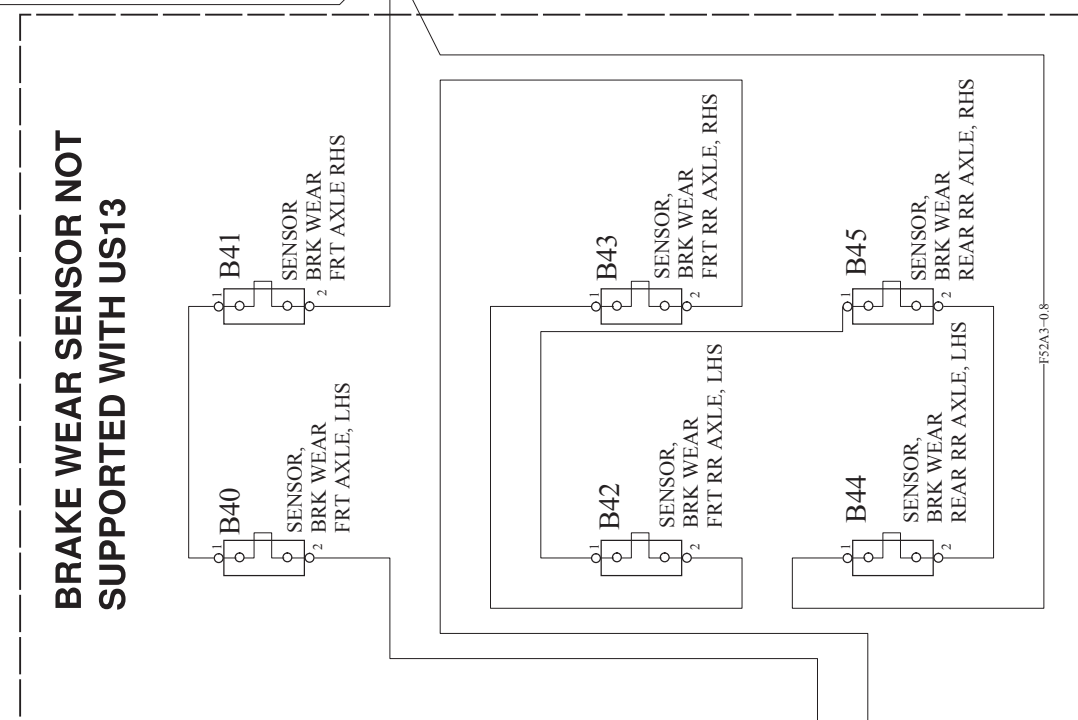 BRAKE WEAR SENSOR NOT
SUPPORTED WITH US13
B41
1
2
SENSOR
BRK WEAR
FRT AXLE RHS
B40
1
2
SENSOR,
BRK WEAR
FRT AXLE, LHS
B43
1
2
SENSOR,
BRK WEAR
FRT RR AXLE, RHS
B42
1
2
SENSOR,
BRK WEAR
FRT RR AXLE, LHS
B45
1
2
SENSOR,
BRK WEAR
REAR RR AXLE, RHS
B44
1
2
SENSOR,
BRK WEAR
REAR RR AXLE, LHS
F52A3-0.8